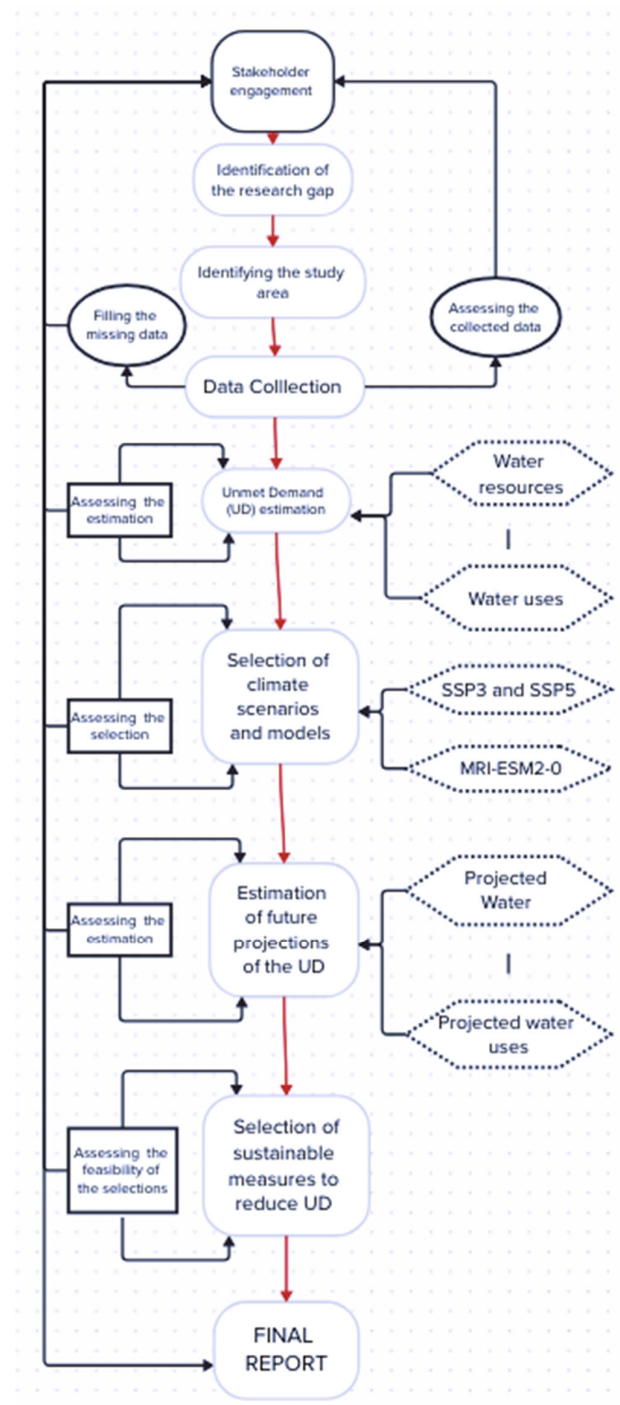 Stakeholder
engagement
Identification of
the research gap
Identifying the study
area
Filling the
missing data
Assessing the
collected data
Data Colllection
Assessing the
estimation
Unmet Demand
(UD) estimation
Water
resources
Water uses
Selection of
climate
scenarios
and models
Assessing the
selection
SSP3 and SSP5
MRI-ESM2-0
Estimation
of future
projections
of the UD
Assessing the
estimation
Projected
Water
Projected water
uses
Selection of
sustainable
measures to
reduce UD
Assessing the
feasibility of
the selections
FINAL
REPORT